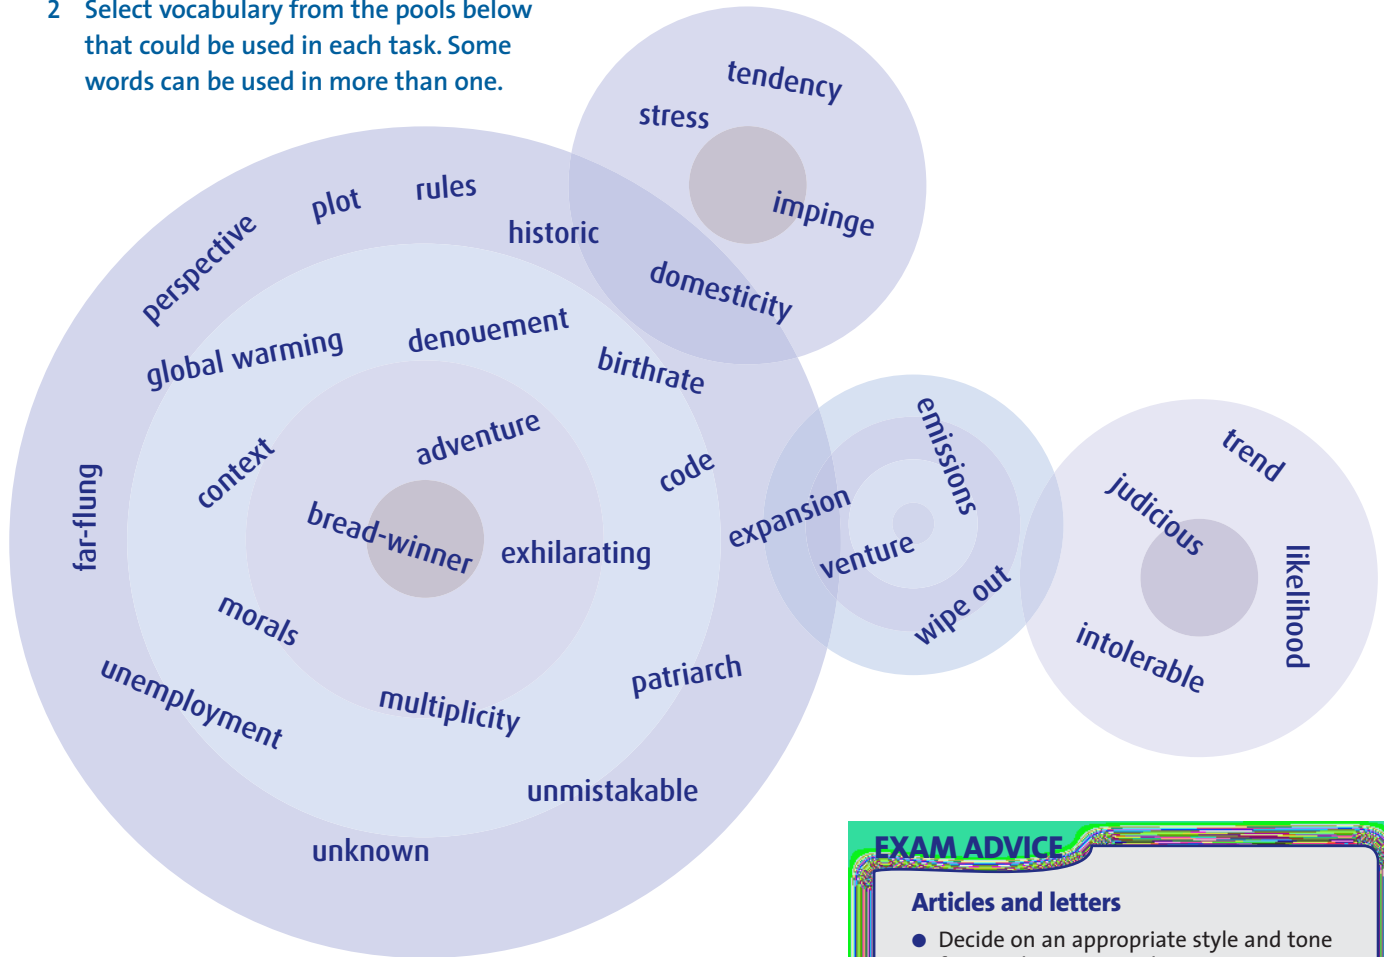 2 Select vocabulary from the pools below
that could be used in each task. Some
words can be used in more than one.
tendency
stress
impinge
domesticity
rules
plot
historic
perspective
denouement
global warming
birthrate
adventure
context
code
far-flung
bread-winner
exhilarating
expansion
emissions
venture
wipe out
trend
judicious
likelihood
intolerable
morals
unemployment
multiplicity
patriarch
unmistakable
unknown
EXAM ADVICE
Articles and letters
● Decide on an appropriate style and tone